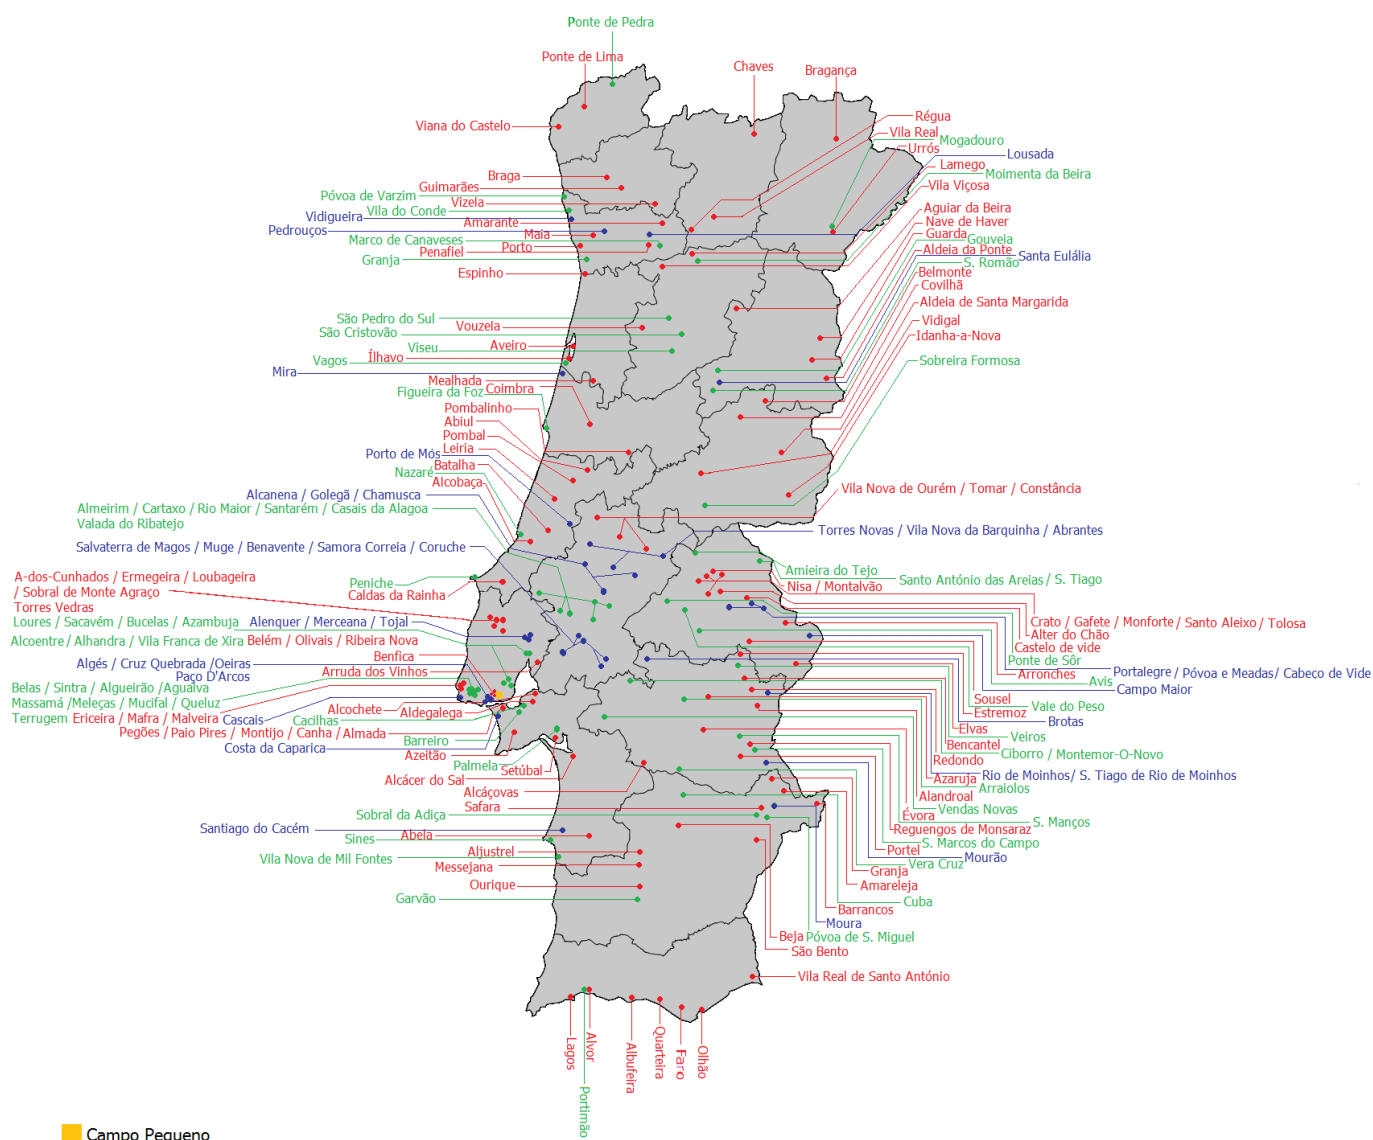 Ponte de Pedra
Ponte de Lima
Chaves
Bragança
Viana do Castelo
Régua
Vila Real
Mogadouro
Urrós
Lousada
Lamego
Moimenta da Beira
Vila Viçosa
Braga
Guimarães
Póvoa de Varzim
Vizela
Vila do Conde
Vidigueira
Amarante
Pedrouços
Maia
Marco de Canaveses
Porto
Penafiel
Granja
Espinho
Aguiar da Beira
Nave de Haver
Guarda
Gouveia
Aldeia da Ponte
Santa Eulália
S. Romão
Belmonte
Covilhã
Aldeia de Santa Margarida
Vidigal
Idanha-a-Nova
Sobreira Formosa
São Pedro do Sul
Vouzela
São Cristovão
Aveiro
Viseu
Ílhavo
Vagos
Mira
Mealhada
Coimbra
Figueira da Foz
Pombalinho
Abiul
Pombal
Leiria
Porto de Mós
Batalha
Nazaré
Alcobaça
Alcanena / Golegã / Chamusca
Almeirim / Cartaxo / Rio Maior / Santarém / Casais da Alagoa
Valada do Ribatejo
Salvaterra de Magos / Muge / Benavente / Samora Correia / Coruche
Vila Nova de Ourém / Tomar / Constância
Torres Novas / Vila Nova da Barquinha / Abrantes
A-dos-Cunhados / Ermegeira / Loubageira
/ Sobral de Monte Agraço
Torres Vedras
Peniche
Caldas da Rainha
Loures / Sacavém / Bucelas / Azambuja
Alenquer / Merceana / Tojal
Alcoentre / Alhandra / Vila Franca de Xira
Belém / Olivais / Ribeira Nova
Benfica
Algés / Cruz Quebrada /Oeiras
Paço D'Arcos
Arruda dos Vinhos
Belas / Sintra / Algueirão /Agualva
Massamá /Meleças / Mucifal / Queluz
Terrugem
Ericeira / Mafra / Malveira
Cascais
Alcochete
Aldegalega
Cacilhas
Pegões / Paio Pires / Montijo / Canha /Almada
Costa da Caparica
Barreiro
Azeitão
Palmela
Setúbal
Alcácer do Sal
Alcáçovas
Safara
Sobral da Adiça
Santiago do Cacém
Abela
Sines
Aljustrel
Vila Nova de Mil Fontes
Messejana
Ourique
Garvão
Amieira do Tejo
Santo António das Areias / S. Tiago
Nisa / Montalvão
Crato / Gafete / Monforte / Santo Aleixo / Tolosa
Alter do Chão
Castelo de vide
Ponte de Sôr
Portalegre / Póvoa e Meadas/ Cabeco de Vide
Arronches
Avis
Campo Maior
Sousel
Vale do Peso
Estremoz
Brotas
Elvas
Veiros
Bencantel
Ciborro / Montemor-O-Novo
Redondo
Rio de Moinhos/ S. Tiago de Rio de Moinhos
Azaruja
Arraiolos
Alandroal
Vendas Novas
Évora
S. Manços
Reguengos de Monsaraz
S. Marcos do Campo
Portel
Mourão
Vera Cruz
Granja
Amareleja
Cuba
Barrancos
Moura
Beja
Póvoa de S. Miguel
São Bento
Vila Real de Santo António
Lagos
Alvor
Portimão
Albufeira
Quarteira
Faro
Olhão
Campo Pequeno